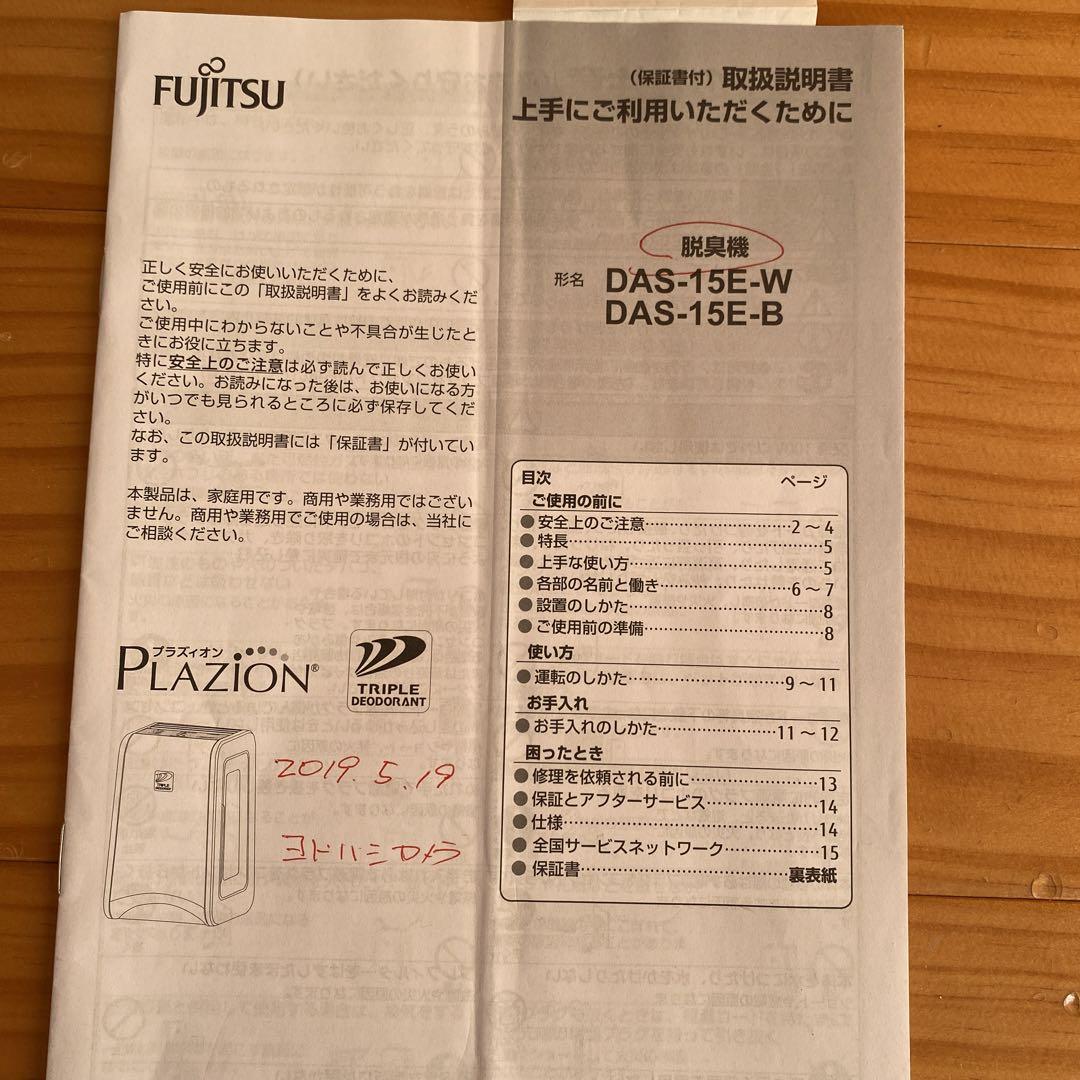 FUJITSU
（保証書付）取扱説明書
上手にご利用いただくために
脱臭機
形名 DAS-15E-W
DAS-15E-B
正しく安全にお使いいただくために、
ご使用前にこの「取扱説明書」をよくお読みくだ
さい。
ご使用中にわからないことや不具合が生じたと
きにお役に立ちます。
特に安全上のご注意は必ず読んで正しくお使い
ください。お読みになった後は、お使いになる方
がいつでも見られるところに必ず保存してくだ
さい。
なお、この取扱説明書には「保証書」が付いてい
ます。
本製品は、家庭用です。商用や業務用ではござい
ません。商用や業務用でご使用の場合は、当社に
ご相談ください。
プラズィオン
PLAZION®
TRIPLE
DEODORANT
TRIPLE
2019.5.19
ヨドバシカメラ
目次 ページ
ご使用の前に
●安全上のご注意……………………2～4
●特長……………………………………5
●上手な使い方…………………………5
●各部の名前と働き…………………6～7
●設置のしかた…………………………8
●ご使用前の準備………………………8
使い方
●運転のしかた……………………9～11
お手入れ
●お手入れのしかた………………11～12
困ったとき
●修理を依頼される前に………………13
●保証とアフターサービス……………14
●仕様……………………………………14
●全国サービスネットワーク…………15
●保証書……………………………裏表紙